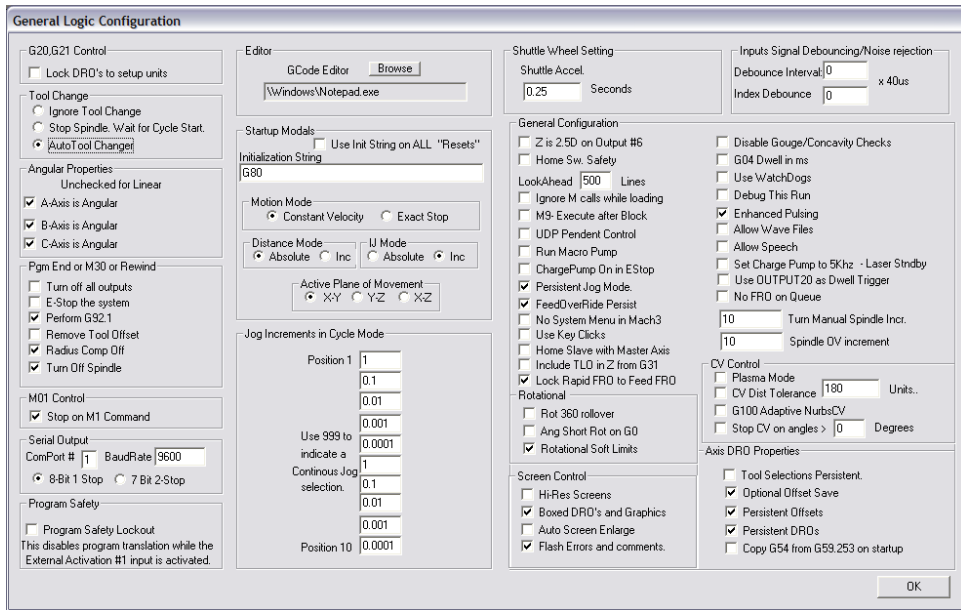 General Logic Configuration
G20,G21 Control
Lock DRO's to setup units
Tool Change
Ignore Tool Change
Stop Spindle. Wait for Cycle Start.
AutoTool Changer
Angular Properties
Unchecked for Linear
A-Axis is Angular
B-Axis is Angular
C-Axis is Angular
Pgm End or M30 or Rewind
Turn off all outputs
E-Stop the system
Perform G92.1
Remove Tool Offset
Radius Comp Off
Turn Off Spindle
M01 Control
Stop on M1 Command
Serial Output
ComPort # 1 BaudRate 9600
8-Bit 1 Stop 7 Bit 2-Stop
Program Safety
Program Safety Lockout
This disables program translation while the
External Activation #1 input is activated.
Editor
GCode Editor Browse
\Windows\Notepad.exe
Startup Modals
Use Init String on ALL "Resets"
Initialization String
G80
Motion Mode
Constant Velocity Exact Stop
Distance Mode
Absolute Inc
IJ Mode
Absolute Inc
Active Plane of Movement
X-Y Y-Z X-Z
Jog Increments in Cycle Mode
Position 1 1
0.1
0.01
0.001
Use 999 to 0.0001
indicate a
Continous Jog 1
selection. 0.1
0.01
0.001
Position 10 0.0001
Shuttle Wheel Setting
Shuttle Accel.
0.25 Seconds
Inputs Signal Debouncing/Noise rejection
Debounce Interval: 0
x 40us
Index Debounce 0
General Configuration
Z is 2.5D on Output #6
Home Sw. Safety
LookAhead 500 Lines
Ignore M calls while loading
M9- Execute after Block
UDP Pendent Control
Run Macro Pump
ChargePump On in EStop
Persistent Jog Mode.
FeedOverRide Persist
No System Menu in Mach3
Use Key Clicks
Home Slave with Master Axis
Include TLO in Z from G31
Lock Rapid FRO to Feed FRO
Disable Gouge/Concavity Checks
G04 Dwell in ms
Use WatchDogs
Debug This Run
Enhanced Pulsing
Allow Wave Files
Allow Speech
Set Charge Pump to 5Khz - Laser Stndby
Use OUTPUT20 as Dwell Trigger
No FRO on Queue
10 Turn Manual Spindle Incr.
10 Spindle OV increment
Rotational
Rot 360 rollover
Ang Short Rot on G0
Rotational Soft Limits
CV Control
Plasma Mode
CV Dist Tolerance 180 Units..
G100 Adaptive NurbsCV
Stop CV on angles > 0 Degrees
Screen Control
Hi-Res Screens
Boxed DRO's and Graphics
Auto Screen Enlarge
Flash Errors and comments.
Axis DRO Properties
Tool Selections Persistent.
Optional Offset Save
Persistent Offsets
Persistent DROs
Copy G54 from G59.253 on startup
OK